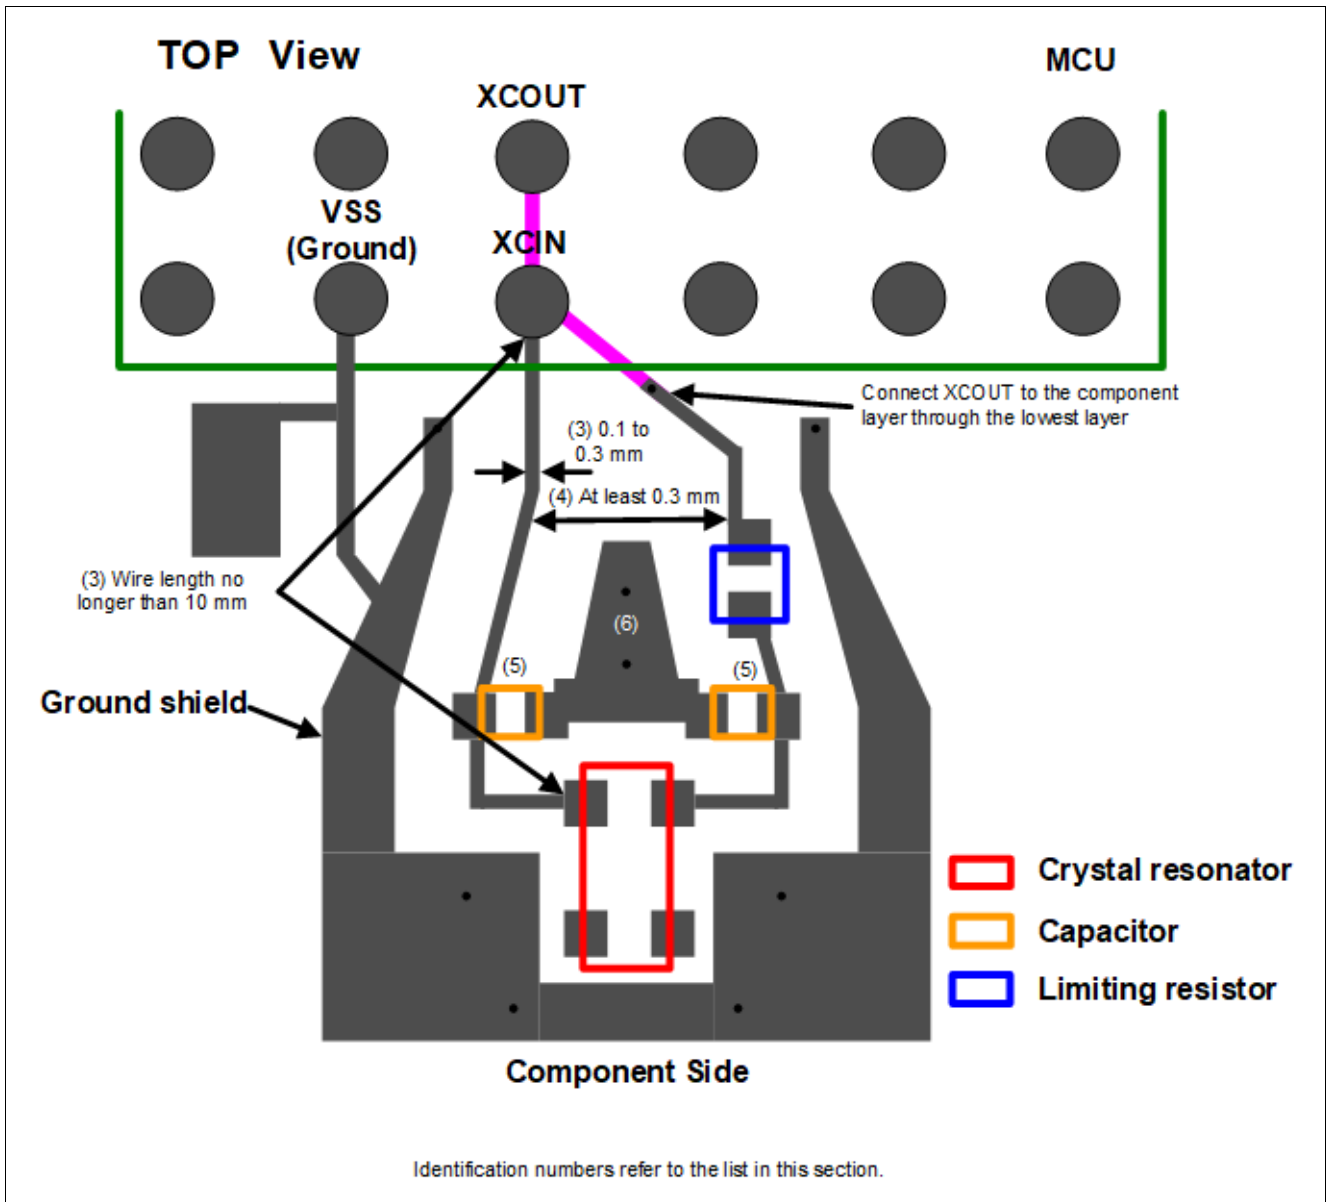 TOP View
MCU
XCOUT
VSS
(Ground)
XCIN
Connect XCOUT to the component
layer through the lowest layer
(3) 0.1 to
0.3 mm
(4) At least 0.3 mm
(3) Wire length no
longer than 10 mm
(6)
(5)
(5)
Ground shield
Crystal resonator
Capacitor
Limiting resistor
Component Side
Identification numbers refer to the list in this section.